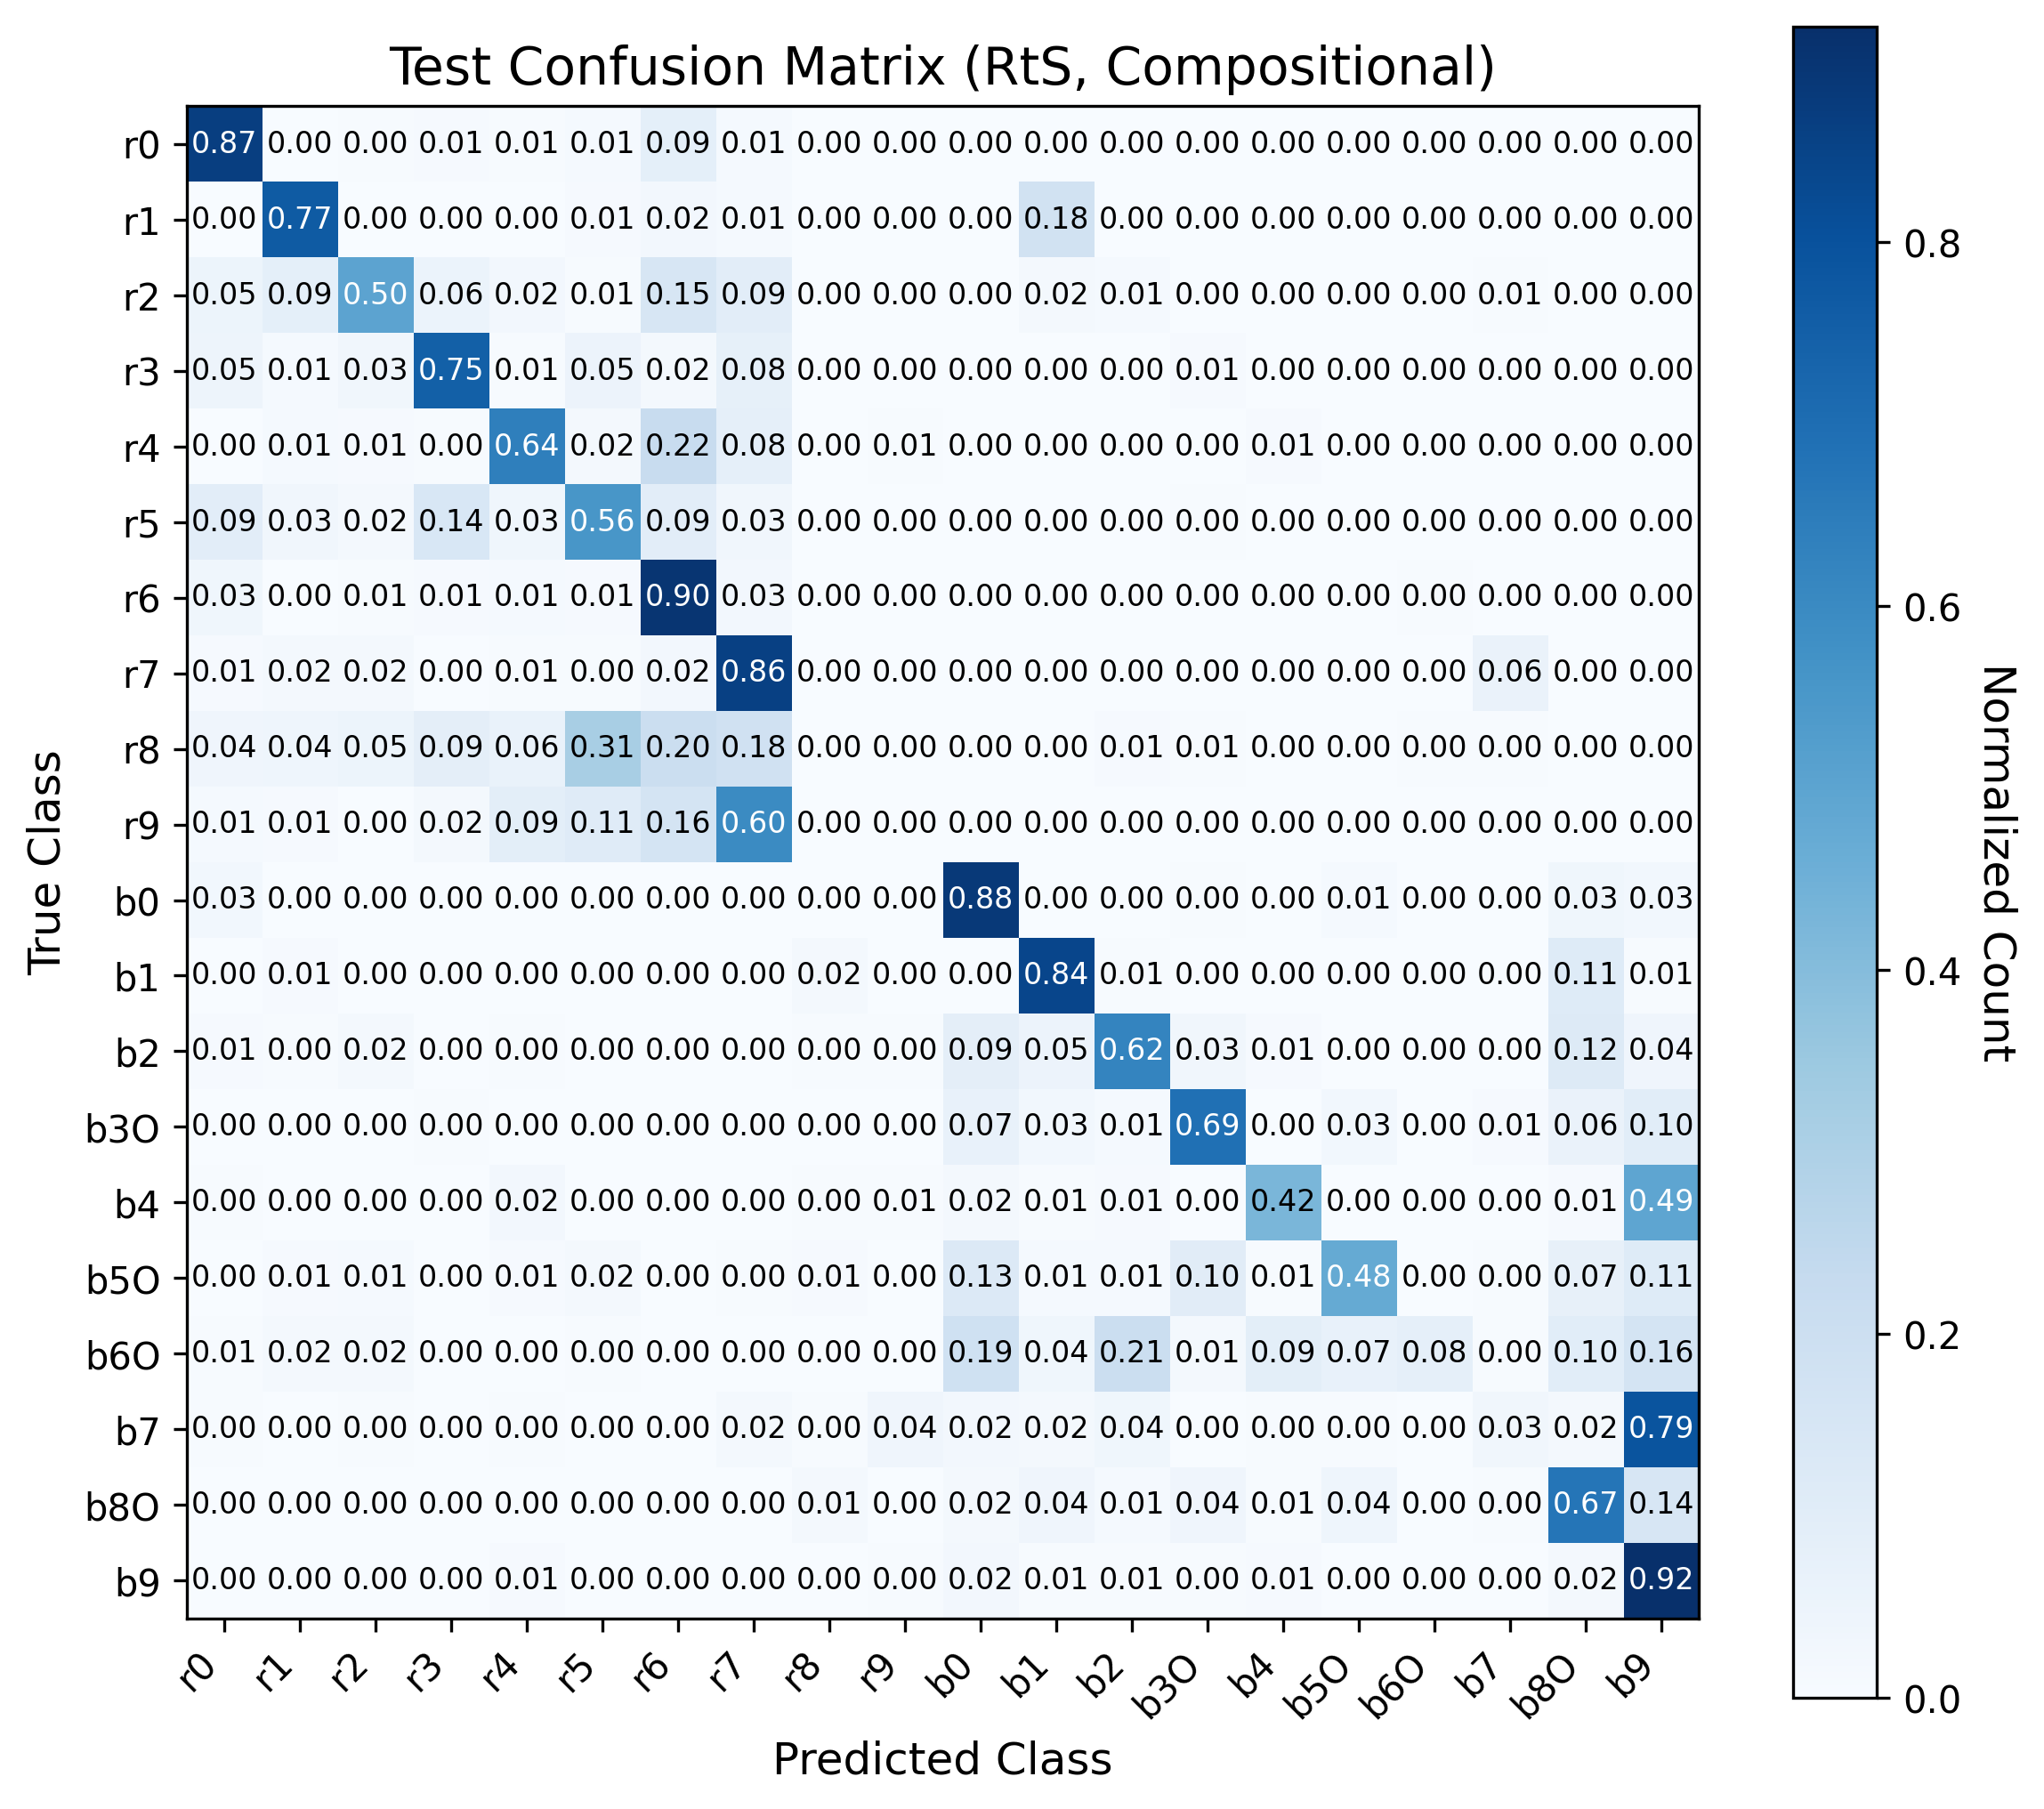 Test Confusion Matrix (RtS, Compositional)
r0 0.87 0.00 0.00 0.01 0.01 0.01 0.09 0.01 0.00 0.00 0.00 0.00 0.00 0.00 0.00 0.00 0.00 0.00 0.00 0.00
r1 0.00 0.77 0.00 0.00 0.00 0.01 0.02 0.01 0.00 0.00 0.00 0.18 0.00 0.00 0.00 0.00 0.00 0.00 0.00 0.00
r2 0.05 0.09 0.50 0.06 0.02 0.01 0.15 0.09 0.00 0.00 0.00 0.02 0.01 0.00 0.00 0.00 0.00 0.01 0.00 0.00
r3 0.05 0.01 0.03 0.75 0.01 0.05 0.02 0.08 0.00 0.00 0.00 0.00 0.00 0.01 0.00 0.00 0.00 0.00 0.00 0.00
r4 0.00 0.01 0.01 0.00 0.64 0.02 0.22 0.08 0.00 0.01 0.00 0.00 0.00 0.00 0.01 0.00 0.00 0.00 0.00 0.00
r5 0.09 0.03 0.02 0.14 0.03 0.56 0.09 0.03 0.00 0.00 0.00 0.00 0.00 0.00 0.00 0.00 0.00 0.00 0.00 0.00
r6 0.03 0.00 0.01 0.01 0.01 0.01 0.90 0.03 0.00 0.00 0.00 0.00 0.00 0.00 0.00 0.00 0.00 0.00 0.00 0.00
r7 0.01 0.02 0.02 0.00 0.01 0.00 0.02 0.86 0.00 0.00 0.00 0.00 0.00 0.00 0.00 0.00 0.00 0.06 0.00 0.00
r8 0.04 0.04 0.05 0.09 0.06 0.31 0.20 0.18 0.00 0.00 0.00 0.00 0.01 0.01 0.00 0.00 0.00 0.00 0.00 0.00
r9 0.01 0.01 0.00 0.02 0.09 0.11 0.16 0.60 0.00 0.00 0.00 0.00 0.00 0.00 0.00 0.00 0.00 0.00 0.00 0.00
b0 0.03 0.00 0.00 0.00 0.00 0.00 0.00 0.00 0.00 0.00 0.88 0.00 0.00 0.00 0.00 0.01 0.00 0.00 0.03 0.03
b1 0.00 0.01 0.00 0.00 0.00 0.00 0.00 0.00 0.02 0.00 0.00 0.84 0.01 0.00 0.00 0.00 0.00 0.00 0.11 0.01
b2 0.01 0.00 0.02 0.00 0.00 0.00 0.00 0.00 0.00 0.00 0.09 0.05 0.62 0.03 0.01 0.00 0.00 0.00 0.12 0.04
b3O 0.00 0.00 0.00 0.00 0.00 0.00 0.00 0.00 0.00 0.00 0.07 0.03 0.01 0.69 0.00 0.03 0.00 0.01 0.06 0.10
b4 0.00 0.00 0.00 0.00 0.02 0.00 0.00 0.00 0.00 0.01 0.02 0.01 0.01 0.00 0.42 0.00 0.00 0.00 0.01 0.49
b5O 0.00 0.01 0.01 0.00 0.01 0.02 0.00 0.00 0.01 0.00 0.13 0.01 0.01 0.10 0.01 0.48 0.00 0.00 0.07 0.11
b6O 0.01 0.02 0.02 0.00 0.00 0.00 0.00 0.00 0.00 0.00 0.19 0.04 0.21 0.01 0.09 0.07 0.08 0.00 0.10 0.16
b7 0.00 0.00 0.00 0.00 0.00 0.00 0.00 0.02 0.00 0.04 0.02 0.02 0.04 0.00 0.00 0.00 0.00 0.03 0.02 0.79
b8O 0.00 0.00 0.00 0.00 0.00 0.00 0.00 0.00 0.01 0.00 0.02 0.04 0.01 0.04 0.01 0.04 0.00 0.00 0.67 0.14
b9 0.00 0.00 0.00 0.00 0.01 0.00 0.00 0.00 0.00 0.00 0.02 0.01 0.01 0.00 0.01 0.00 0.00 0.00 0.02 0.92
r0 r1 r2 r3 r4 r5 r6 r7 r8 r9 b0 b1 b2 b3O b4 b5O b6O b7 b8O b9
Predicted Class
True Class
0.8
0.6
0.4
0.2
0.0
Normalized Count